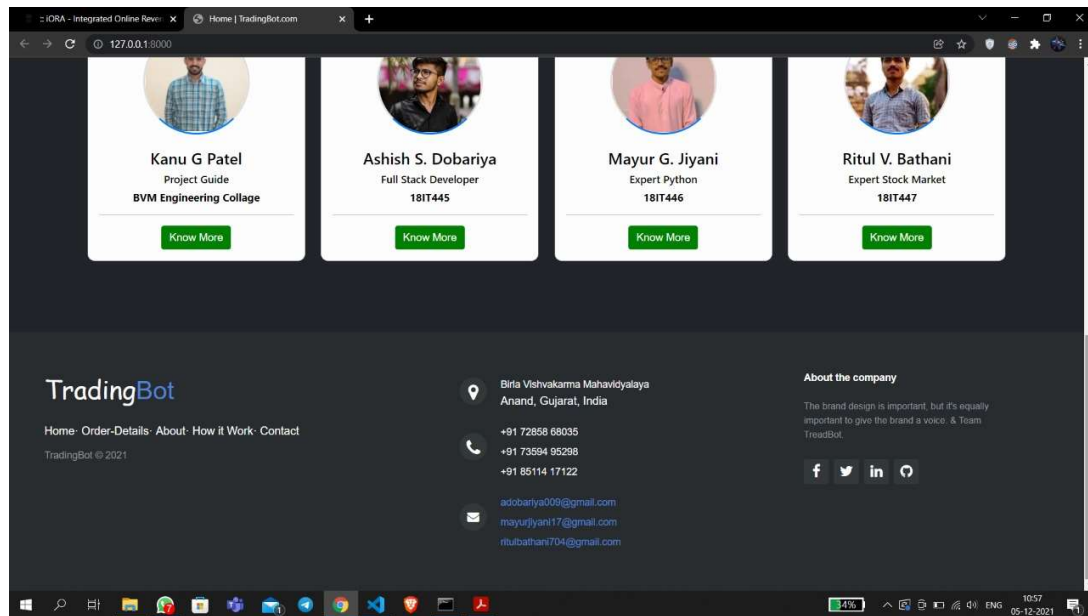 :: iORA - Integrated Online Reven
Home | TradingBot.com
127.0.0.1:8000
Kanu G Patel
Project Guide
BVM Engineering Collage
Know More
Ashish S. Dobariya
Full Stack Developer
18IT445
Know More
Mayur G. Jiyani
Expert Python
18IT446
Know More
Ritul V. Bathani
Expert Stock Market
18IT447
Know More
TradingBot
Home· Order-Details· About· How it Work· Contact
TradingBot © 2021
Birla Vishvakarma Mahavidyalaya
Anand, Gujarat, India
+91 72858 68035
+91 73594 95298
+91 85114 17122
adobariya009@gmail.com
mayurjiyani17@gmail.com
ritulbathani704@gmail.com
About the company
The brand design is important, but it's equally
important to give the brand a voice. & Team
TreadBot.
34%
ENG
10:57
05-12-2021